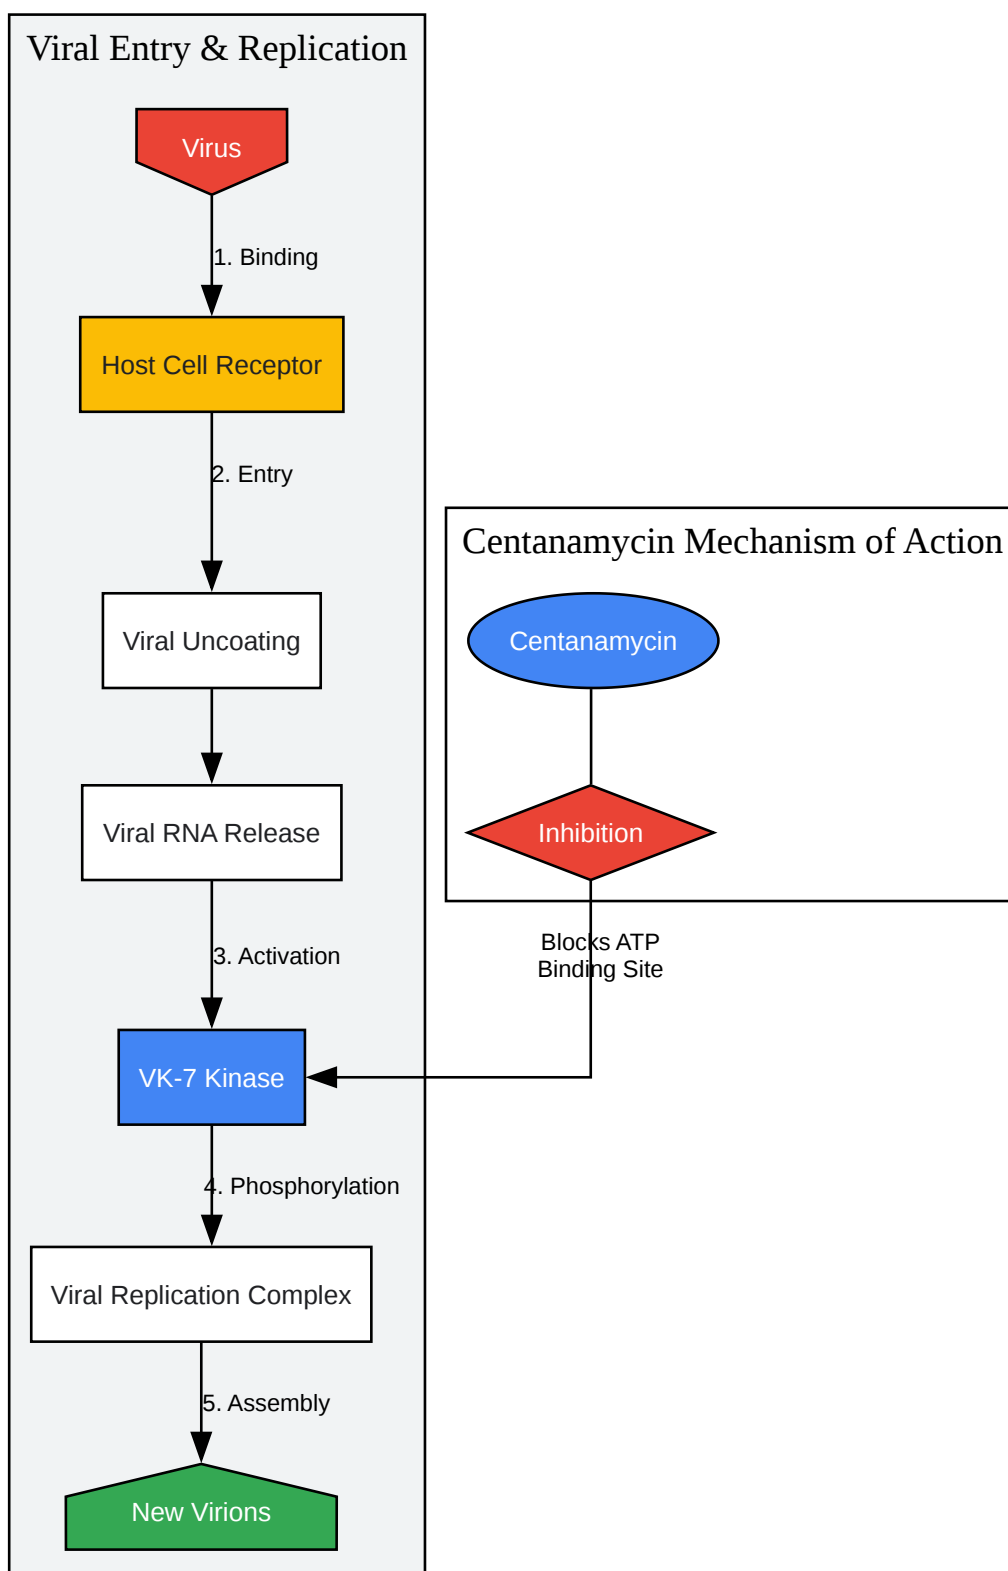 Viral Entry & Replication
Virus
1. Binding
Host Cell Receptor
2. Entry
Viral Uncoating
Viral RNA Release
3. Activation
VK-7 Kinase
4. Phosphorylation
Viral Replication Complex
5. Assembly
New Virions
Centanamycin Mechanism of Action
Centanamycin
Inhibition
Blocks ATP
Binding Site